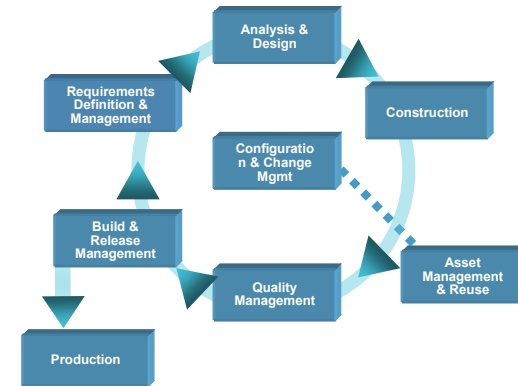 Analysis &
Design
Requirements
Definition &
Management
Construction
Configuratio
n & Change
Mgmt
Build &
Release
Management
Asset
Management
& Reuse
Quality
Management
Production